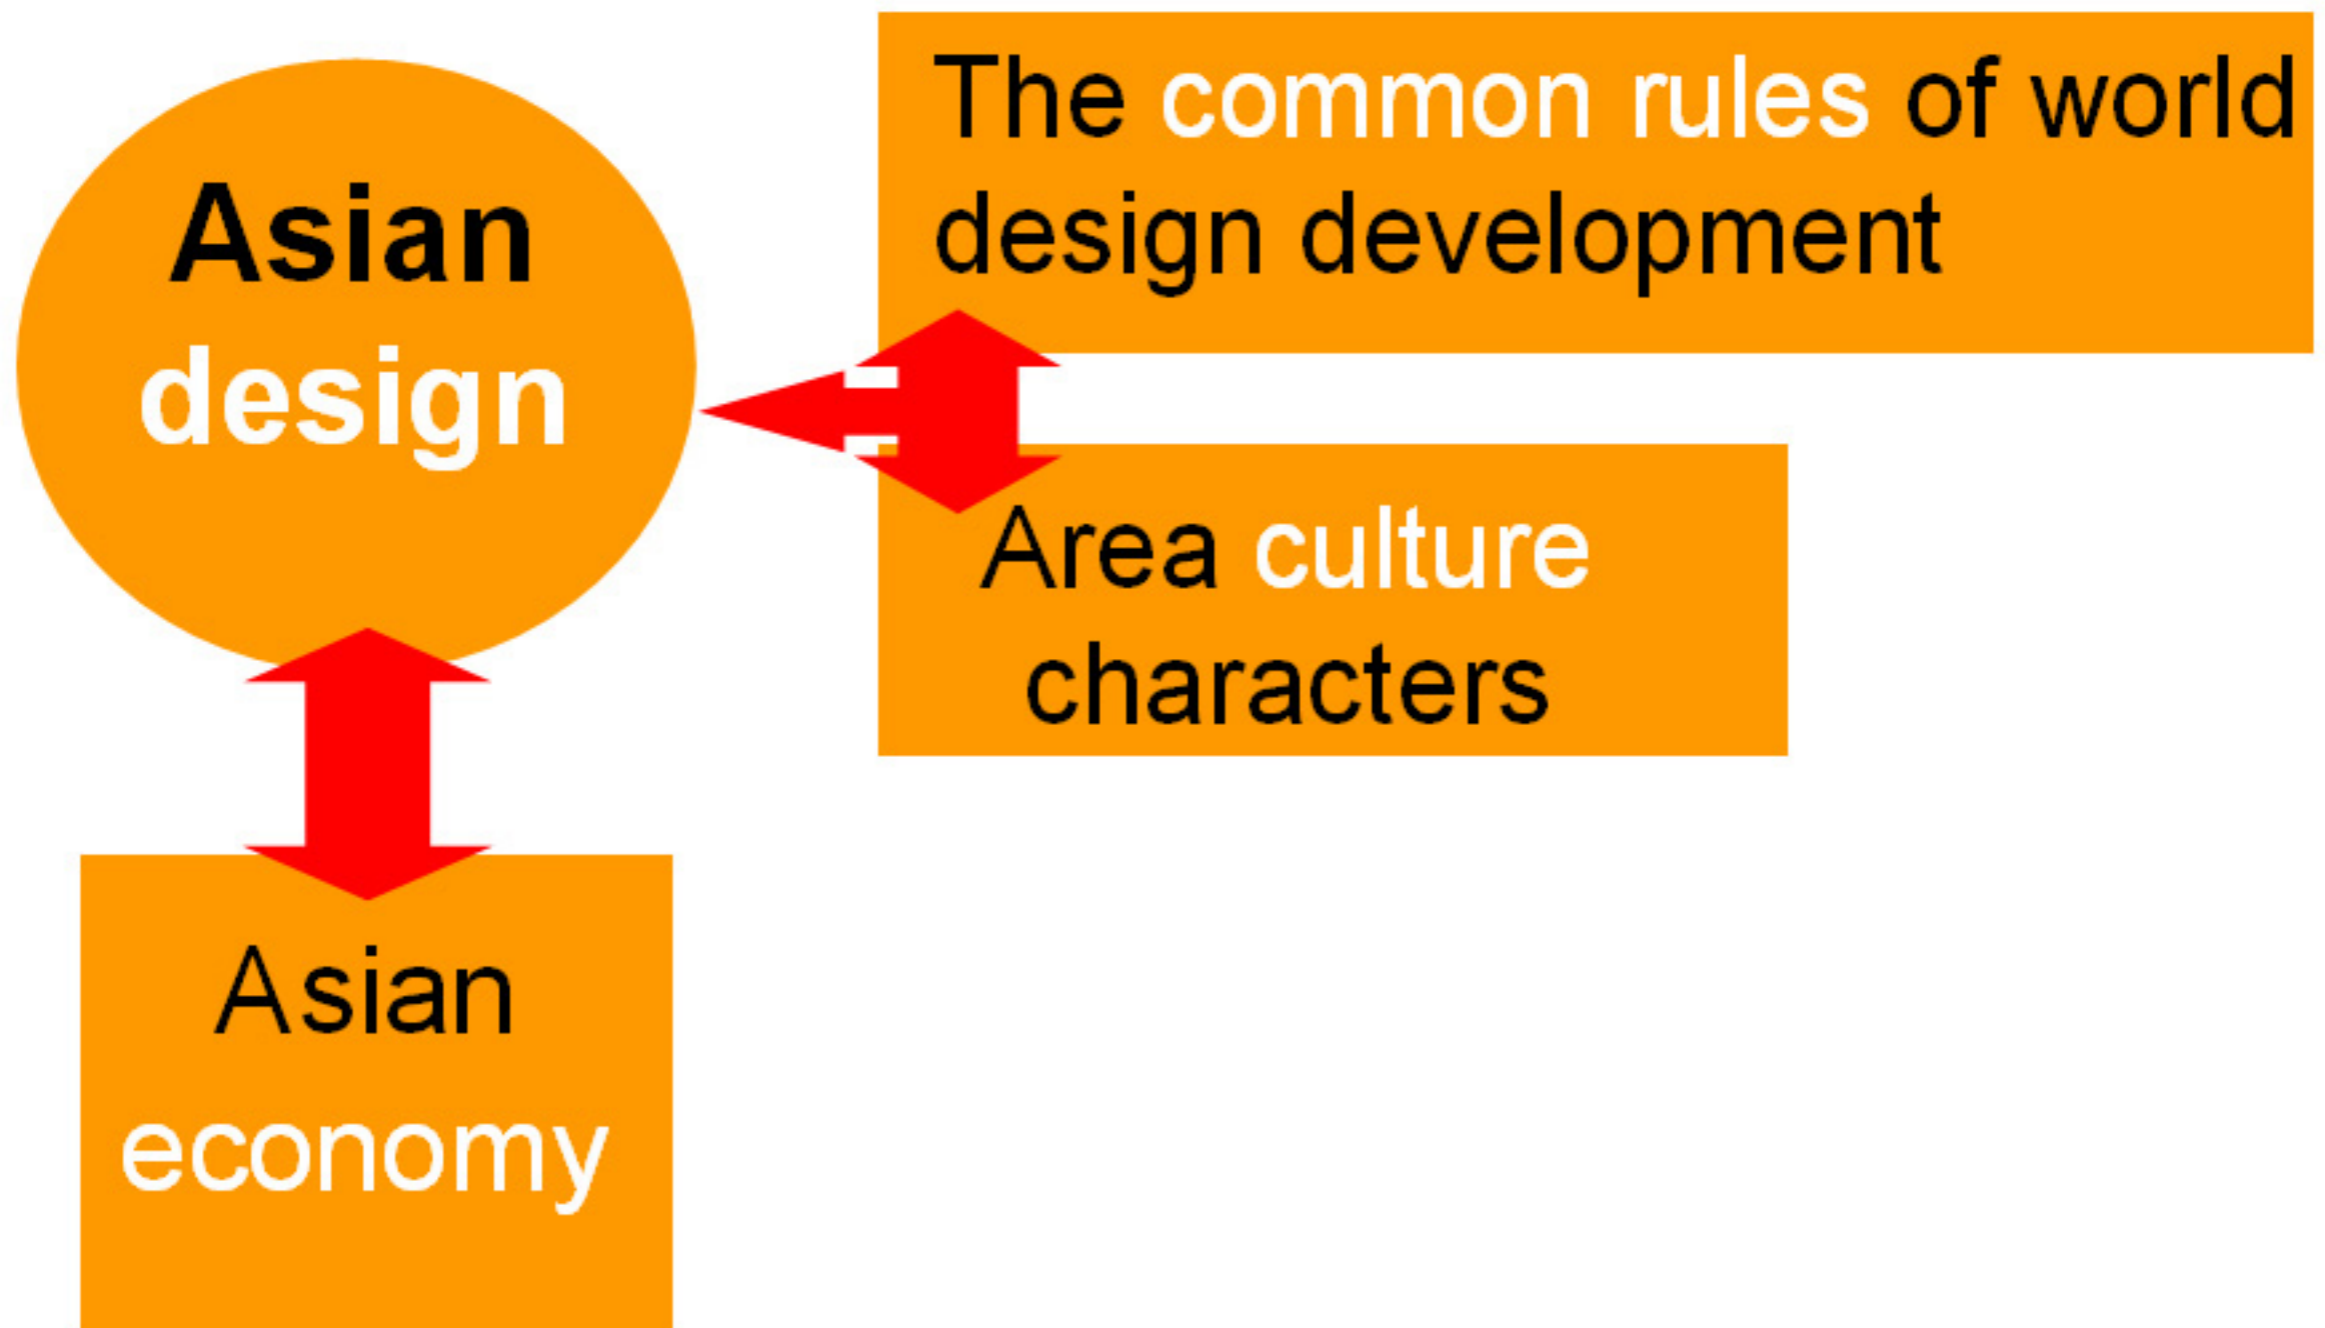 Asian
design
The common rules of world
design development
Area culture
characters
Asian
economy